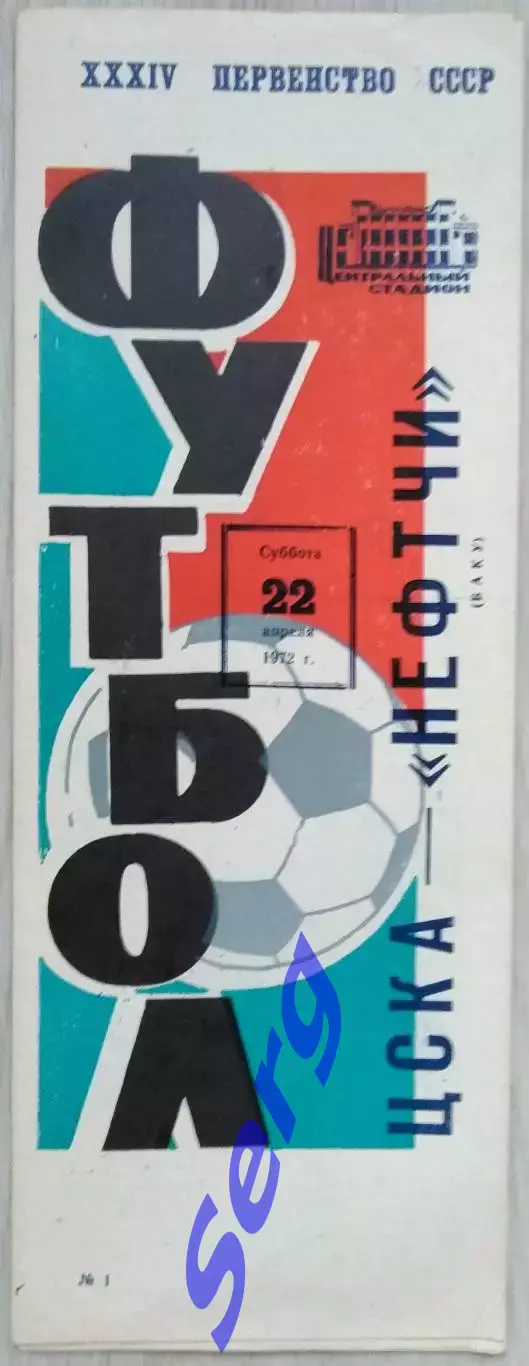 XXXIV ПЕРВЕНСТВО СССР
ФУТБОЛ
ЦЕНТРАЛЬНЫЙ
СТАДИОН
Суббота
22
апреля
1972 г.
ЦСКА — «НЕФТЧИ»
(БАКУ)
№ 1
Serg